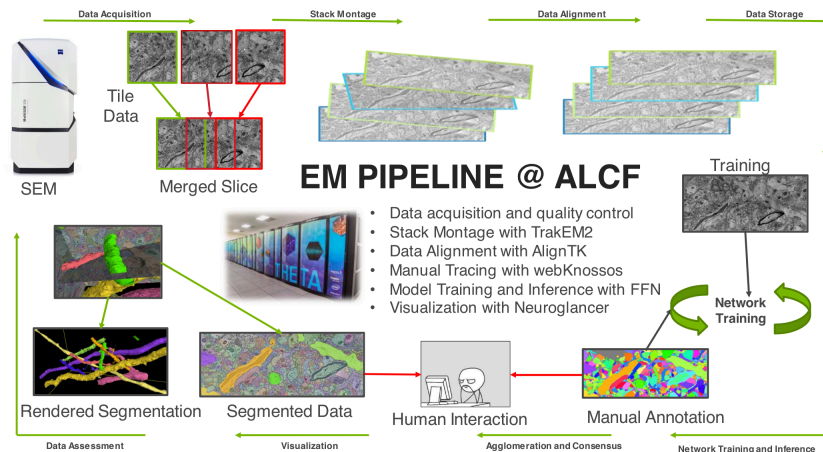 Data Acquisition
Stack Montage
Data Alignment
Data Storage
Tile
Data
SEM
Merged Slice
EM PIPELINE @ ALCF
Training
• Data acquisition and quality control
• Stack Montage with TrakEM2
• Data Alignment with AlignTK
• Manual Tracing with webKnossos
• Model Training and Inference with FFN
• Visualization with Neuroglancer
THETA
Network
Training
Rendered Segmentation
Segmented Data
Human Interaction
Manual Annotation
Data Assessment
Visualization
Agglomeration and Consensus
Network Training and Inference